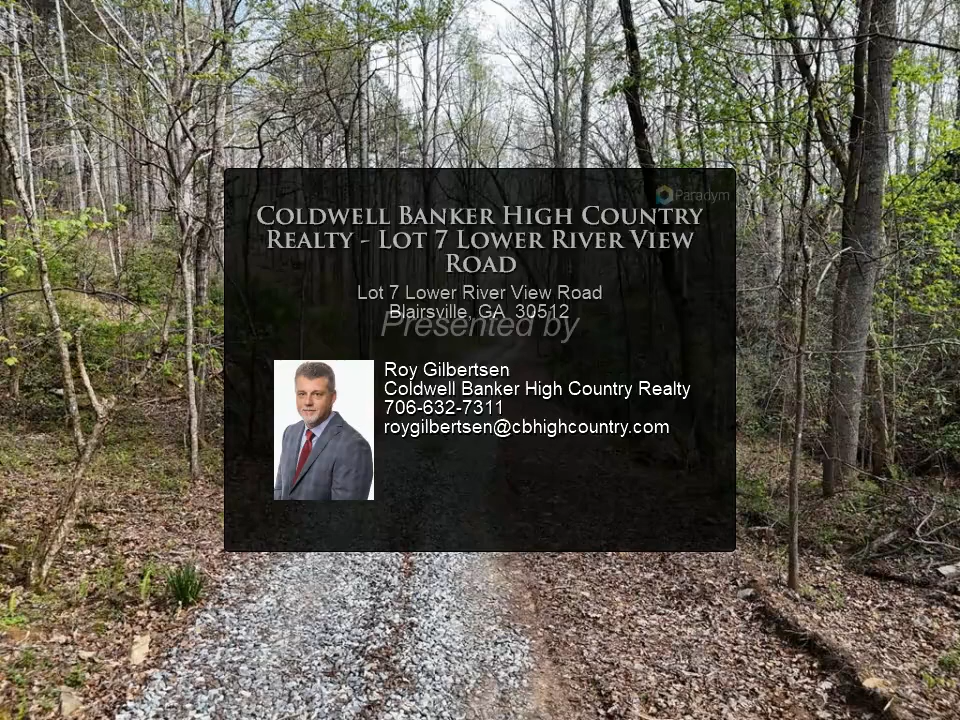 Paradym
Coldwell Banker High Country
Realty - Lot 7 Lower River View
Road
Lot 7 Lower River View Road
Blairsville, GA 30512
Presented by
Roy Gilbertsen
Coldwell Banker High Country Realty
706-632-7311
roygilbertsen@cbhighcountry.com